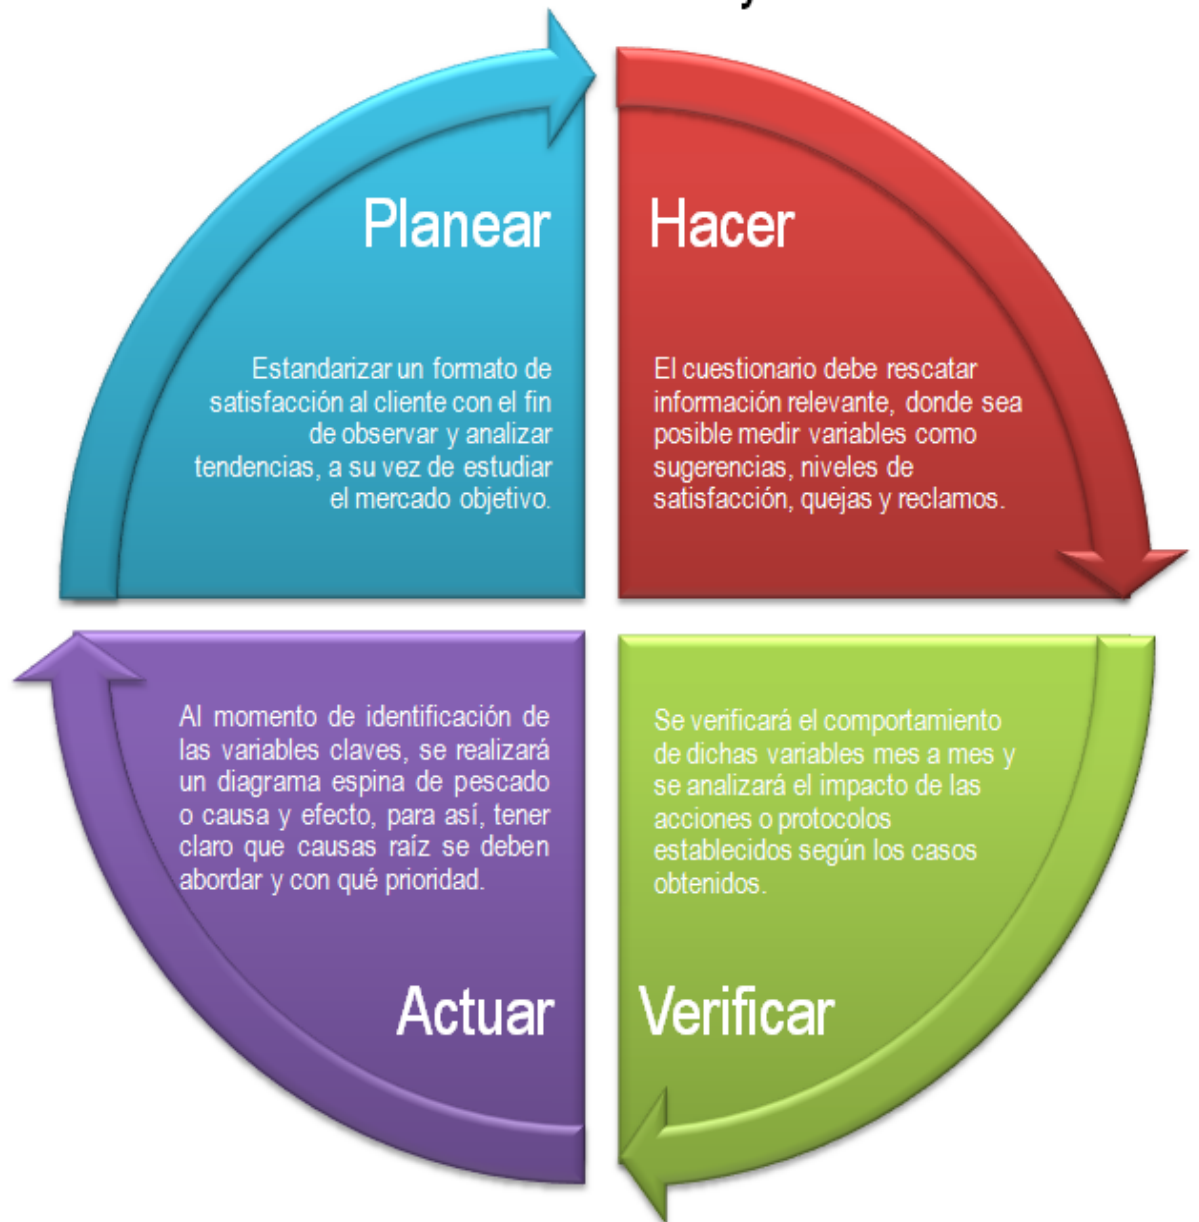 Planear
Estandarizar un formato de
satisfacción al cliente con el fin
de observar y analizar
tendencias, a su vez de estudiar
el mercado objetivo.
Hacer
El cuestionario debe rescatar
información relevante, donde sea
posible medir variables como
sugerencias, niveles de
satisfacción, quejas y reclamos.
Se verificará el comportamiento
de dichas variables mes a mes y
se analizará el impacto de las
acciones o protocolos
establecidos según los casos
obtenidos.
Verificar
Al momento de identificación de
las variables claves, se realizará
un diagrama espina de pescado
o causa y efecto, para así, tener
claro que causas raíz se deben
abordar y con qué prioridad.
Actuar